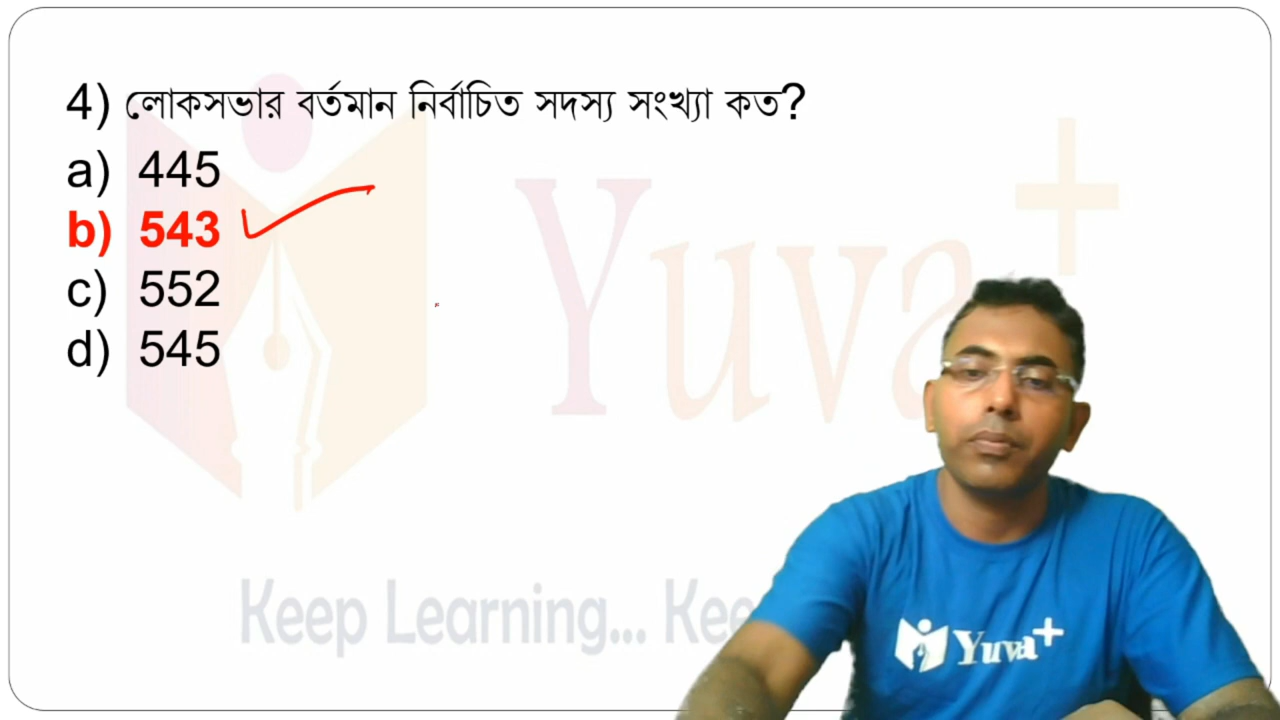 4) লোকসভার বর্তমান নির্বাচিত সদস্য সংখ্যা কত?
a) 445
b) 543
c) 552
d) 545
Yuva+
Keep Learning... Kee
Yuva+